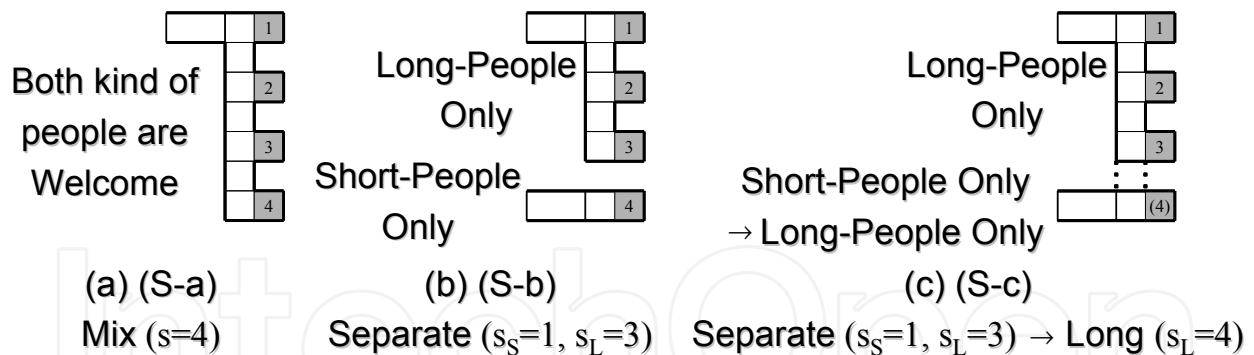 1
2
3
4
Both kind of
people are
Welcome
(a) (S-a)
Mix (s=4)
1
2
3
4
Long-People
Only
Short-People
Only
(b) (S-b)
Separate (sS=1, sL=3)
1
2
3
(4)
Long-People
Only
Short-People Only
→ Long-People Only
(c) (S-c)
Separate (sS=1, sL=3) → Long (sL=4)
IntechOpen